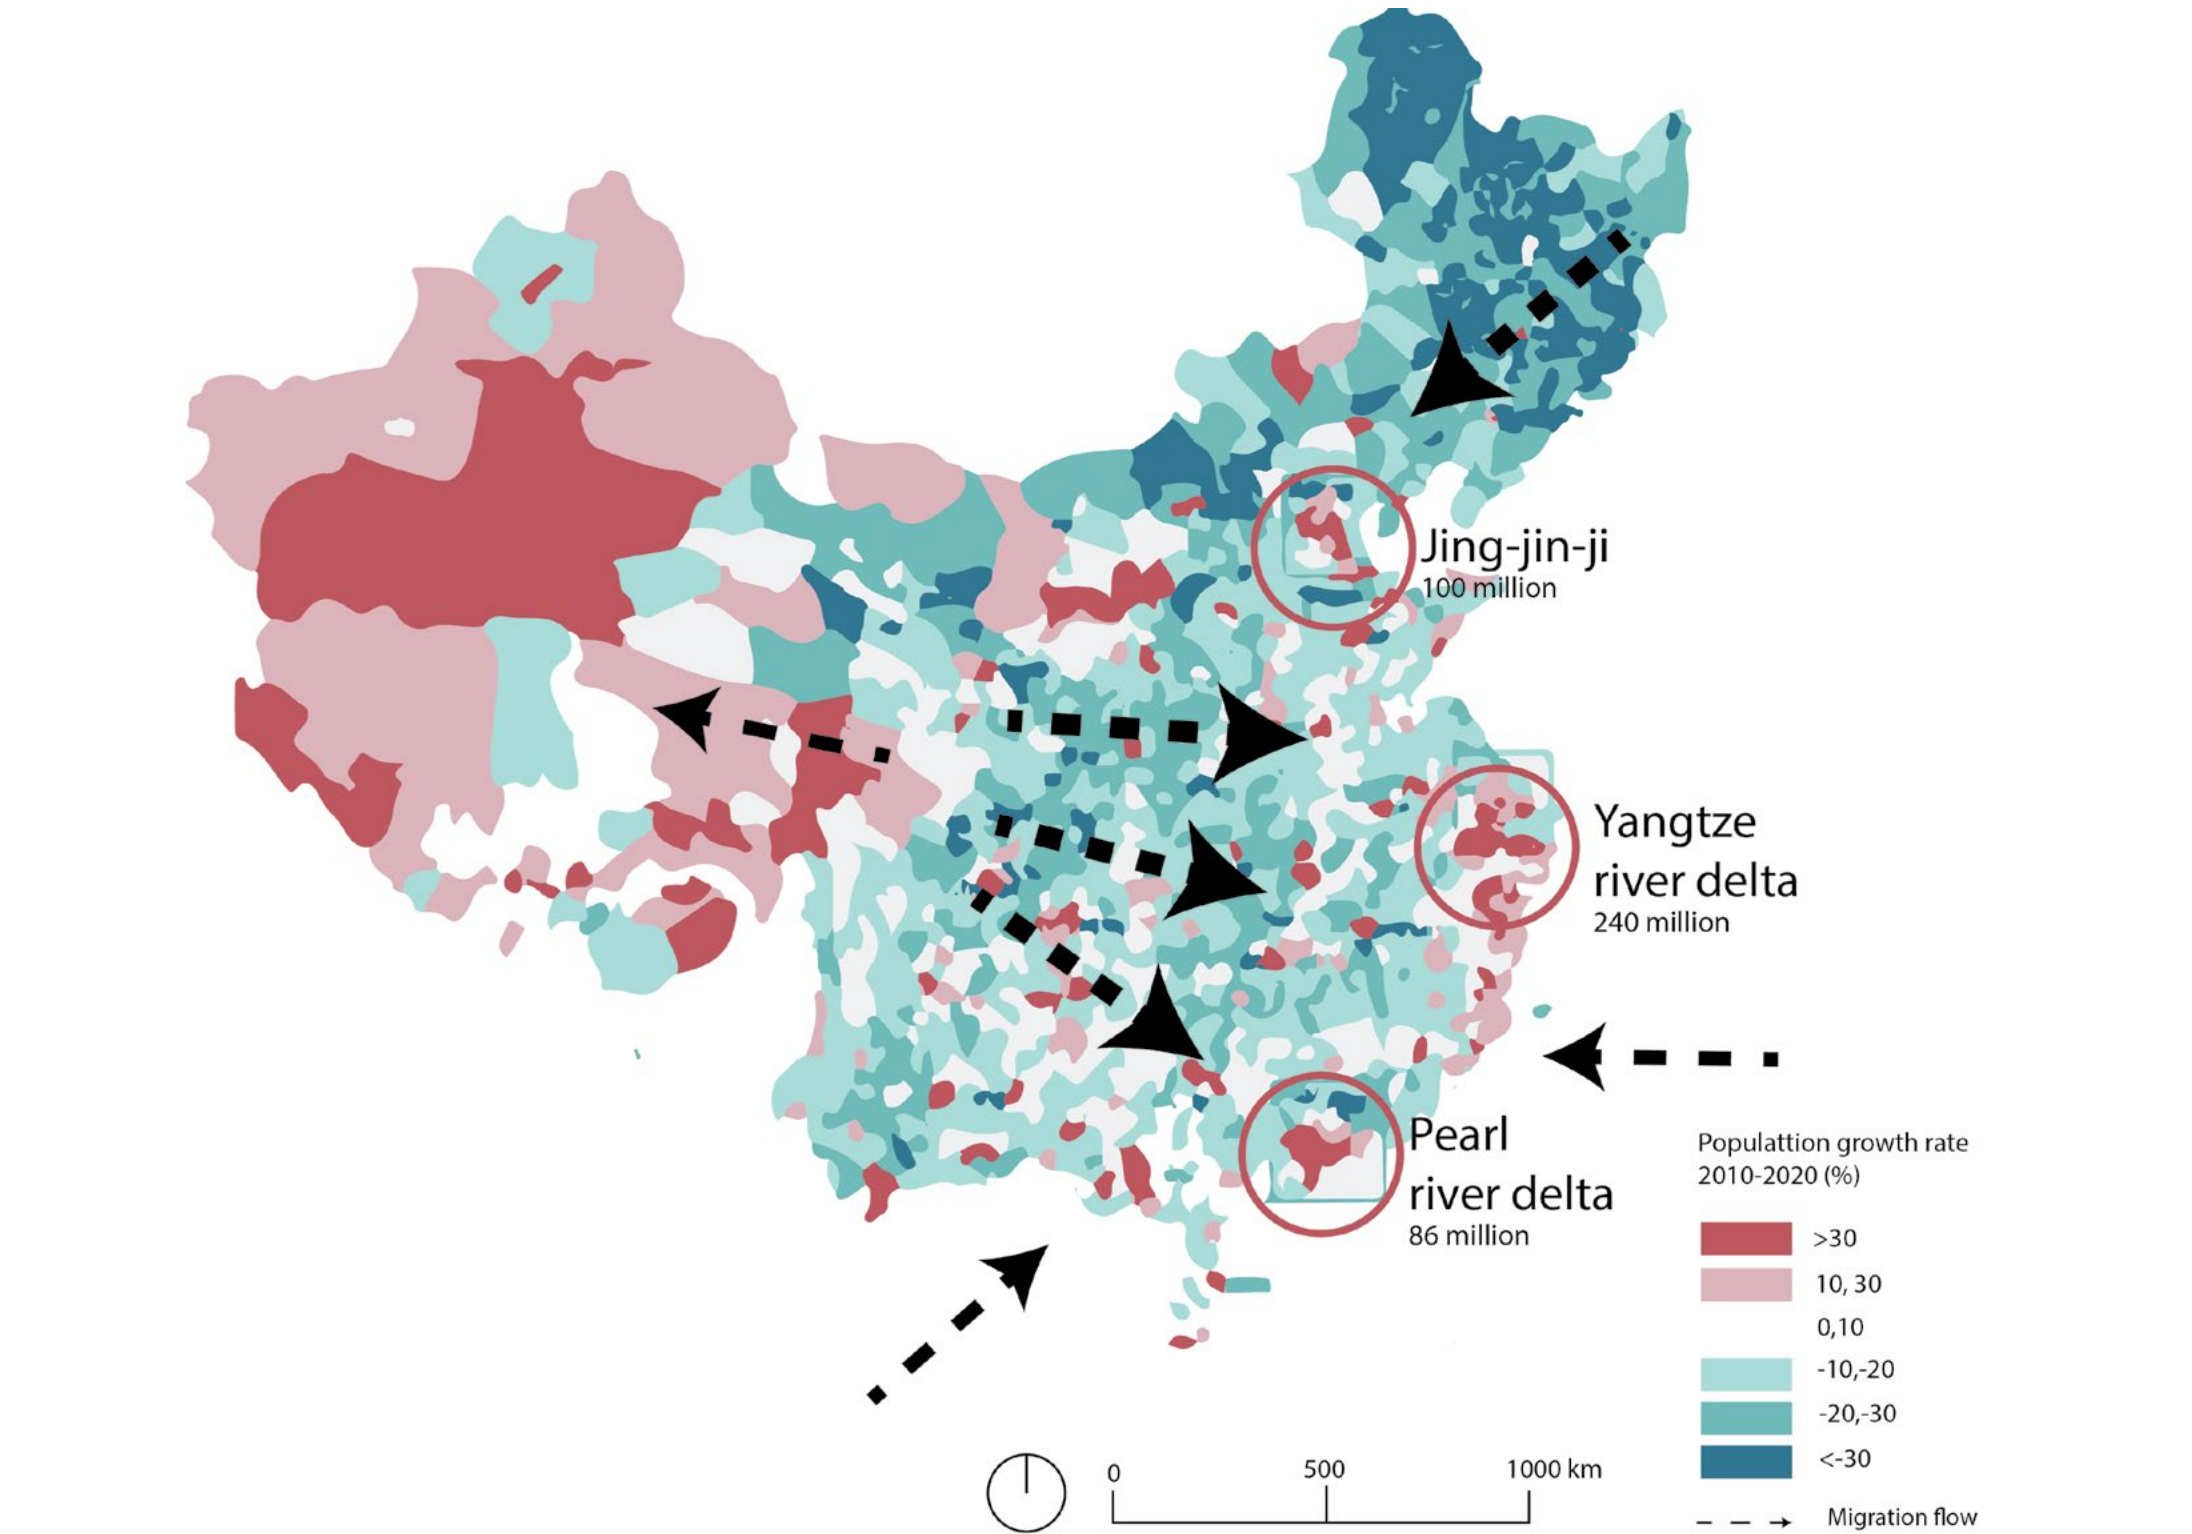 Jing-jin-ji
100 million
Yangtze
river delta
240 million
Pearl
river delta
86 million
Populattion growth rate
2010-2020 (%)
>30
10, 30
0,10
-10,-20
-20,-30
<-30
Migration flow
0 500 1000 km